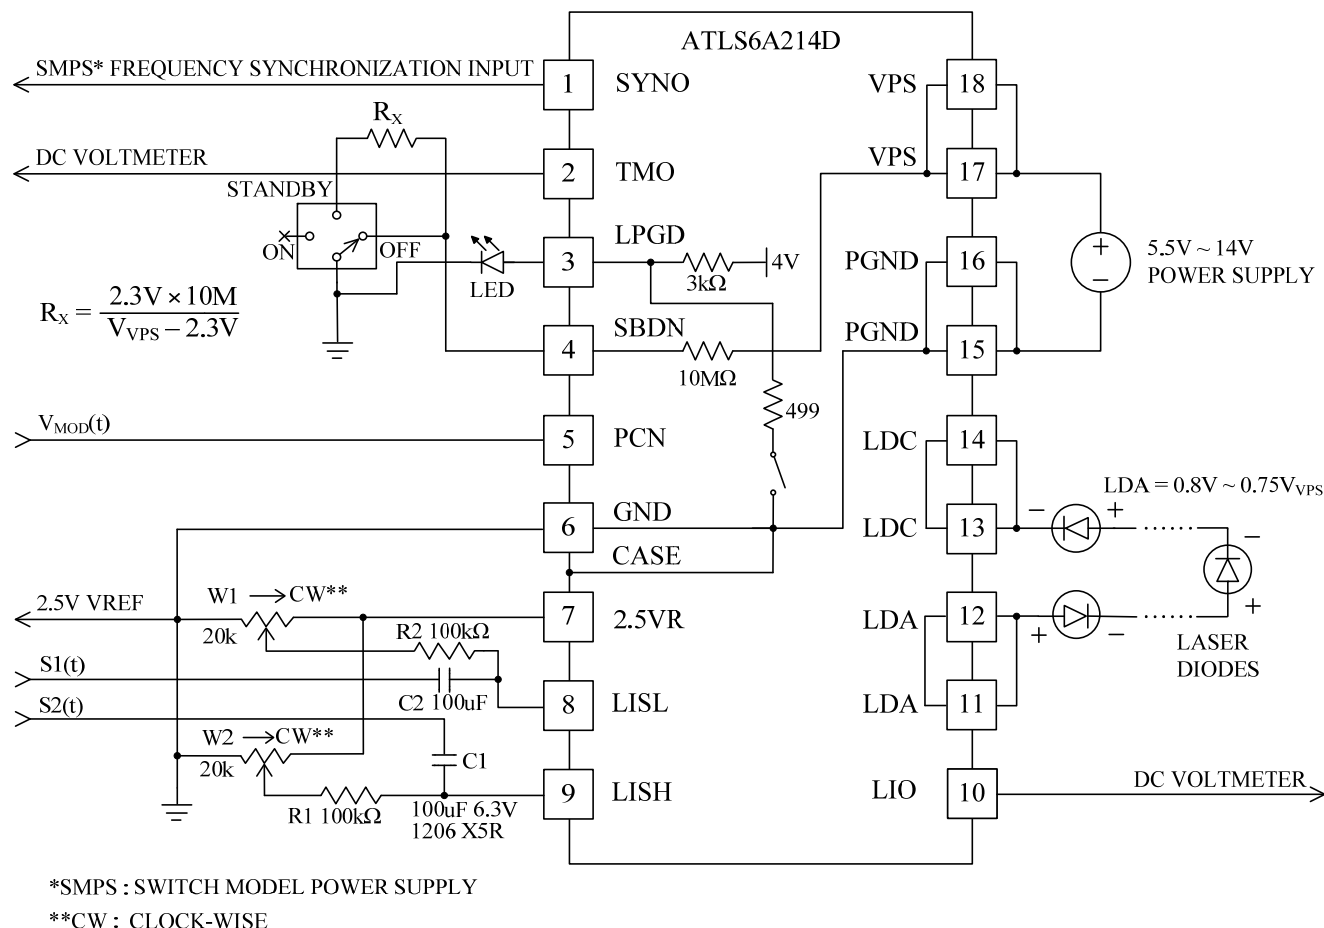 ATLS6A214D
SMPS* FREQUENCY SYNCHRONIZATION INPUT
1
SYNO
VPS
18
R_X
DC VOLTMETER
2
TMO
VPS
17
STANDBY
ON
OFF
LED
3
LPGD
3kΩ
4V
PGND
16
5.5V ~ 14V
POWER SUPPLY
+
−
R_X = 2.3V × 10M / V_VPS − 2.3V
4
SBDN
10MΩ
PGND
15
499
V_MOD(t)
5
PCN
LDC
14
LDA = 0.8V ~ 0.75V_VPS
6
GND
CASE
LDC
13
− +
−
+
2.5V VREF
W1 → CW**
20k
7
2.5VR
R2 100kΩ
LDA
12
+ −
LASER
DIODES
S1(t)
C2 100uF
8
LISL
LDA
11
S2(t)
W2 → CW**
20k
C1
R1 100kΩ
100uF 6.3V
1206 X5R
9
LISH
LIO
10
DC VOLTMETER
*SMPS : SWITCH MODEL POWER SUPPLY
**CW : CLOCK-WISE